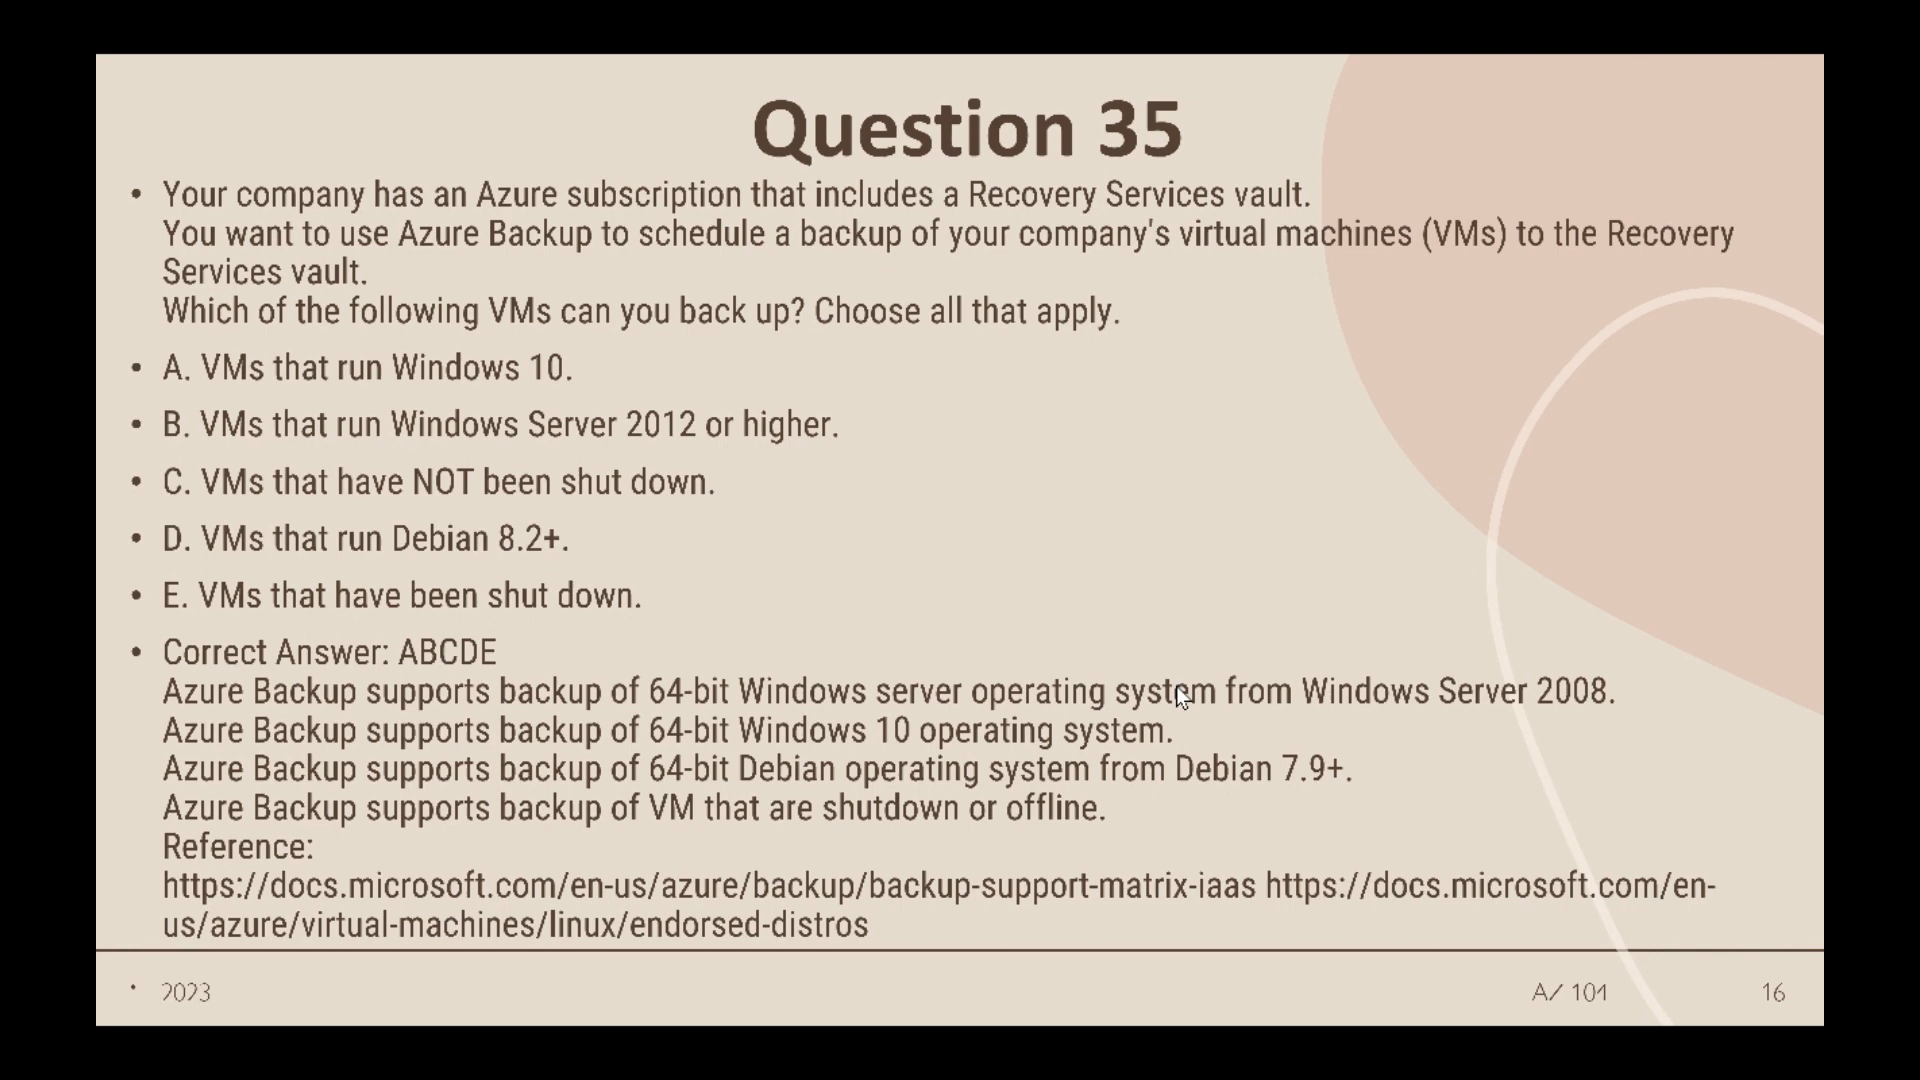 Question 35
• Your company has an Azure subscription that includes a Recovery Services vault.
You want to use Azure Backup to schedule a backup of your company's virtual machines (VMs) to the Recovery
Services vault.
Which of the following VMs can you back up? Choose all that apply.
• A. VMs that run Windows 10.
• B. VMs that run Windows Server 2012 or higher.
• C. VMs that have NOT been shut down.
• D. VMs that run Debian 8.2+.
• E. VMs that have been shut down.
• Correct Answer: ABCDE
Azure Backup supports backup of 64-bit Windows server operating system from Windows Server 2008.
Azure Backup supports backup of 64-bit Windows 10 operating system.
Azure Backup supports backup of 64-bit Debian operating system from Debian 7.9+.
Azure Backup supports backup of VM that are shutdown or offline.
Reference:
https://docs.microsoft.com/en-us/azure/backup/backup-support-matrix-iaas https://docs.microsoft.com/en-
us/azure/virtual-machines/linux/endorsed-distros
• 2023
AZ 104
16